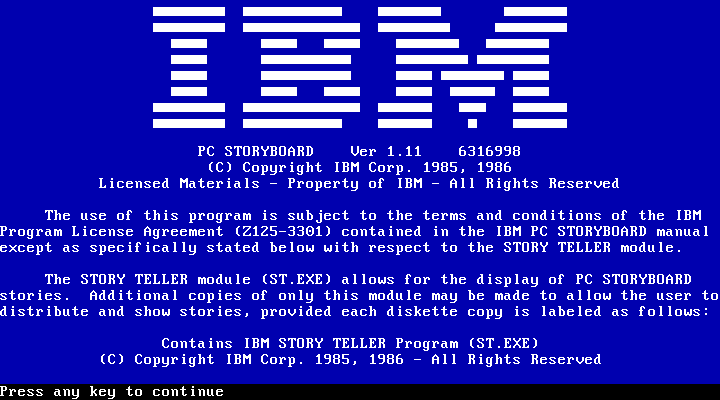 IBM
PC STORYBOARD    Ver 1.11    6316998
(C) Copyright IBM Corp. 1985, 1986
Licensed Materials - Property of IBM - All Rights Reserved
The use of this program is subject to the terms and conditions of the IBM
Program License Agreement (Z125-3301) contained in the IBM PC STORYBOARD manual
except as specifically stated below with respect to the STORY TELLER module.
The STORY TELLER module (ST.EXE) allows for the display of PC STORYBOARD
stories.  Additional copies of only this module may be made to allow the user to
distribute and show stories, provided each diskette copy is labeled as follows:
Contains IBM STORY TELLER Program (ST.EXE)
(C) Copyright IBM Corp. 1985, 1986 - All Rights Reserved
Press any key to continue